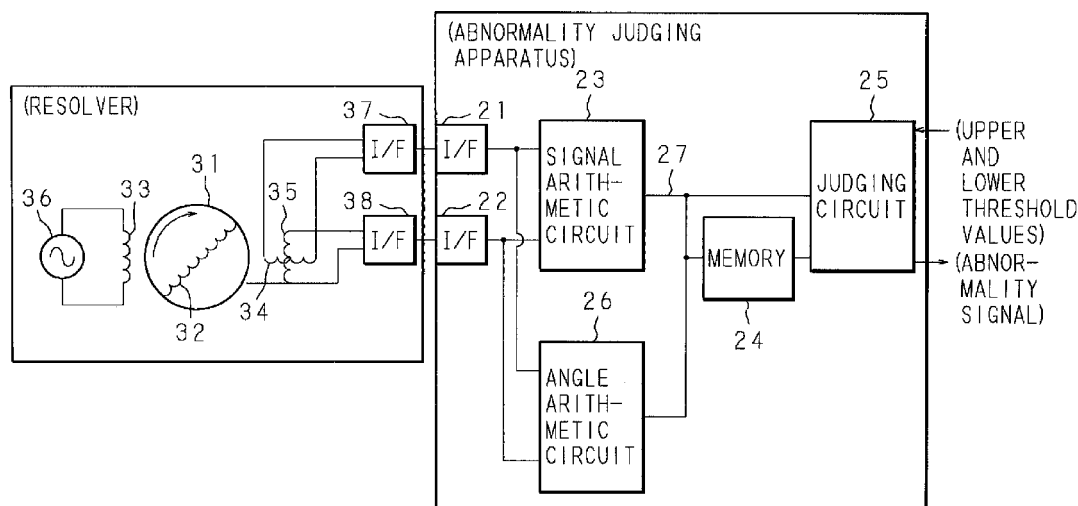 (ABNORMALITY JUDGING
APPARATUS)
(RESOLVER)
36
33
31
32
34
35
37
I/F
38
I/F
21
I/F
22
I/F
23
SIGNAL
ARITH-
METIC
CIRCUIT
27
MEMORY
24
25
JUDGING
CIRCUIT
26
ANGLE
ARITH-
METIC
CIRCUIT
(UPPER
AND
LOWER
THRESHOLD
VALUES)
(ABNOR-
MALITY
SIGNAL)